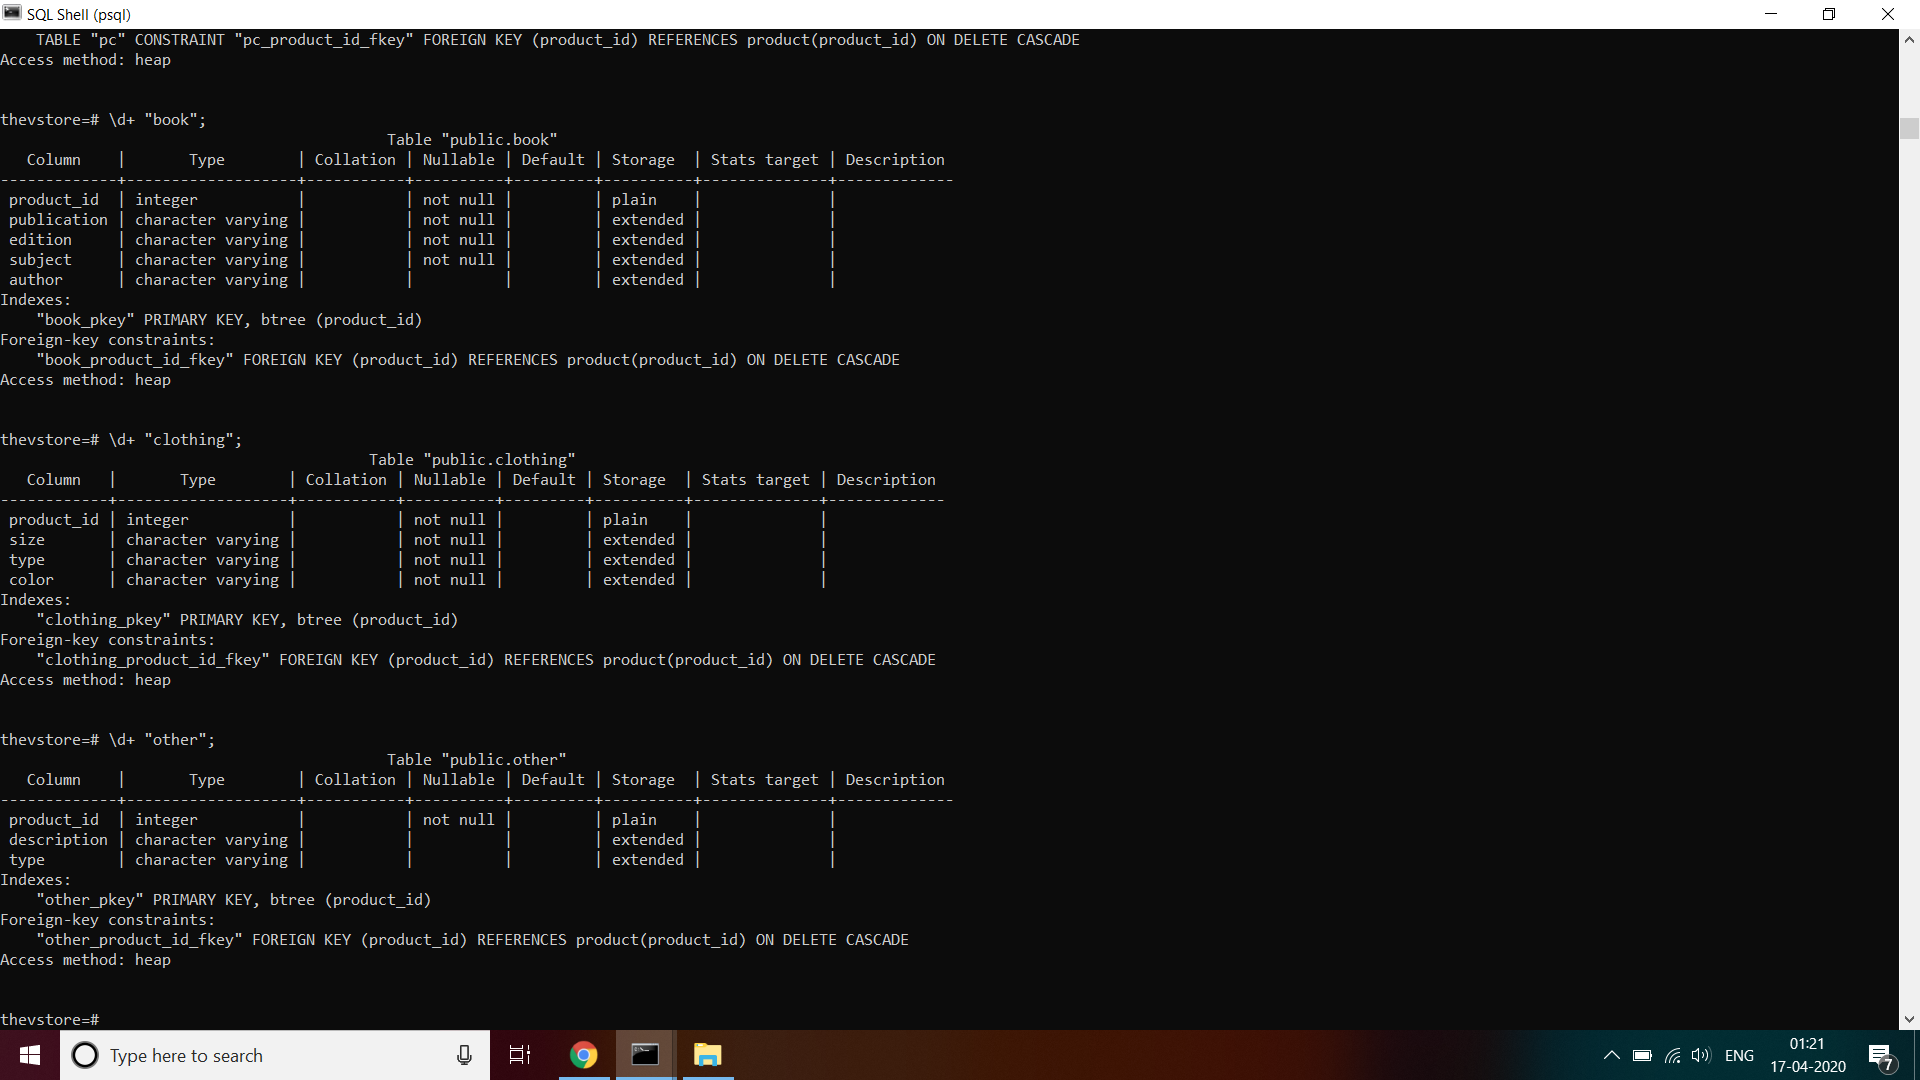 SQL Shell (psql)
    TABLE "pc" CONSTRAINT "pc_product_id_fkey" FOREIGN KEY (product_id) REFERENCES product(product_id) ON DELETE CASCADE
Access method: heap
thevstore=# \d+ "book";
                                           Table "public.book"
   Column    |       Type        | Collation | Nullable | Default | Storage  | Stats target | Description
-------------+-------------------+-----------+----------+---------+----------+--------------+-------------
 product_id  | integer           |           | not null |         | plain    |              |
 publication | character varying |           | not null |         | extended |              |
 edition     | character varying |           | not null |         | extended |              |
 subject     | character varying |           | not null |         | extended |              |
 author      | character varying |           |          |         | extended |              |
Indexes:
    "book_pkey" PRIMARY KEY, btree (product_id)
Foreign-key constraints:
    "book_product_id_fkey" FOREIGN KEY (product_id) REFERENCES product(product_id) ON DELETE CASCADE
Access method: heap
thevstore=# \d+ "clothing";
                                         Table "public.clothing"
   Column   |       Type        | Collation | Nullable | Default | Storage  | Stats target | Description
------------+-------------------+-----------+----------+---------+----------+--------------+-------------
 product_id | integer           |           | not null |         | plain    |              |
 size       | character varying |           | not null |         | extended |              |
 type       | character varying |           | not null |         | extended |              |
 color      | character varying |           | not null |         | extended |              |
Indexes:
    "clothing_pkey" PRIMARY KEY, btree (product_id)
Foreign-key constraints:
    "clothing_product_id_fkey" FOREIGN KEY (product_id) REFERENCES product(product_id) ON DELETE CASCADE
Access method: heap
thevstore=# \d+ "other";
                                           Table "public.other"
   Column    |       Type        | Collation | Nullable | Default | Storage  | Stats target | Description
-------------+-------------------+-----------+----------+---------+----------+--------------+-------------
 product_id  | integer           |           | not null |         | plain    |              |
 description | character varying |           |          |         | extended |              |
 type        | character varying |           |          |         | extended |              |
Indexes:
    "other_pkey" PRIMARY KEY, btree (product_id)
Foreign-key constraints:
    "other_product_id_fkey" FOREIGN KEY (product_id) REFERENCES product(product_id) ON DELETE CASCADE
Access method: heap
thevstore=#
Type here to search
ENG
01:21
17-04-2020
7